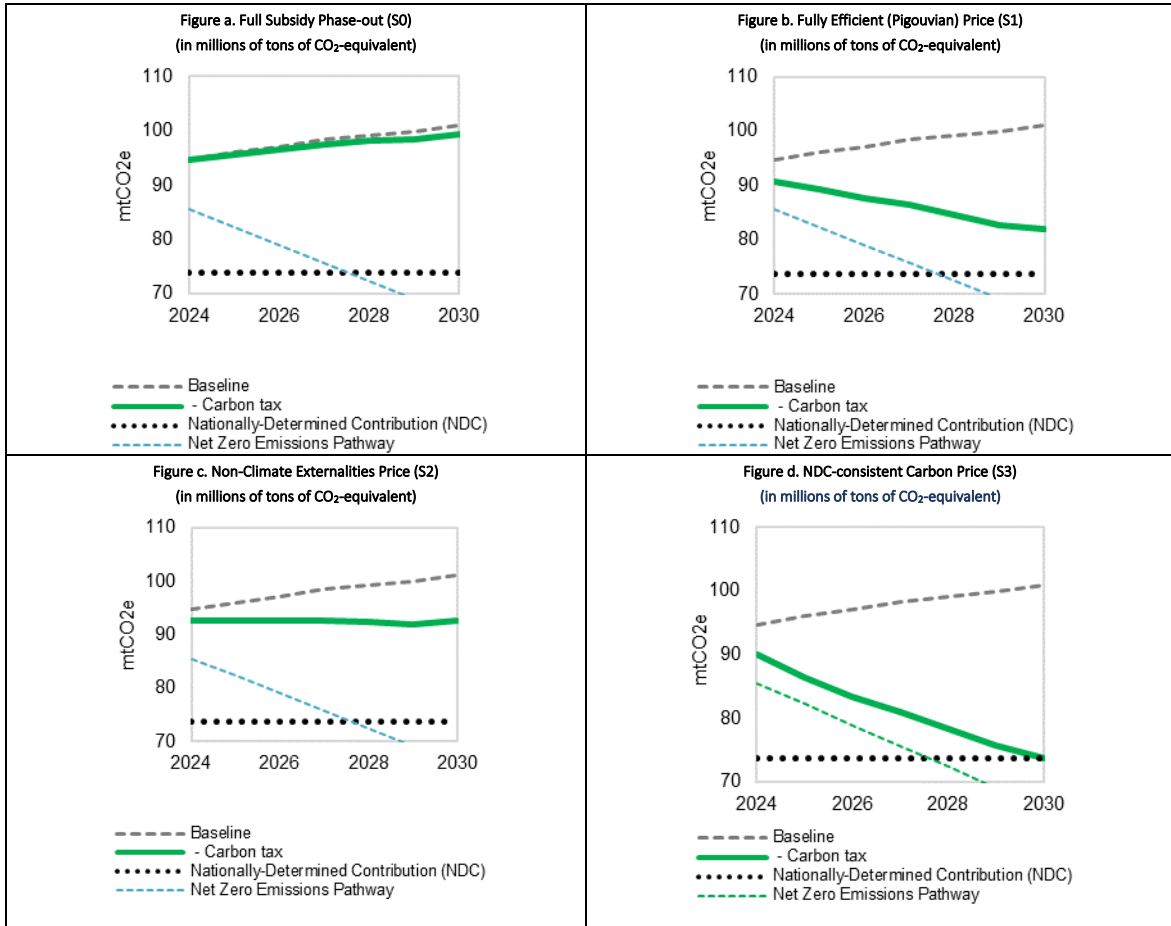 Figure a. Full Subsidy Phase-out (S0)
(in millions of tons of CO₂-equivalent)
110
100
90
80
70
mtCO2e
2024 2026 2028 2030
Baseline
- Carbon tax
Nationally-Determined Contribution (NDC)
Net Zero Emissions Pathway
Figure b. Fully Efficient (Pigouvian) Price (S1)
(in millions of tons of CO₂-equivalent)
110
100
90
80
70
mtCO2e
2024 2026 2028 2030
Baseline
- Carbon tax
Nationally-Determined Contribution (NDC)
Net Zero Emissions Pathway
Figure c. Non-Climate Externalities Price (S2)
(in millions of tons of CO₂-equivalent)
110
100
90
80
70
mtCO2e
2024 2026 2028 2030
Baseline
- Carbon tax
Nationally-Determined Contribution (NDC)
Net Zero Emissions Pathway
Figure d. NDC-consistent Carbon Price (S3)
(in millions of tons of CO₂-equivalent)
110
100
90
80
70
mtCO2e
2024 2026 2028 2030
Baseline
- Carbon tax
Nationally-Determined Contribution (NDC)
Net Zero Emissions Pathway